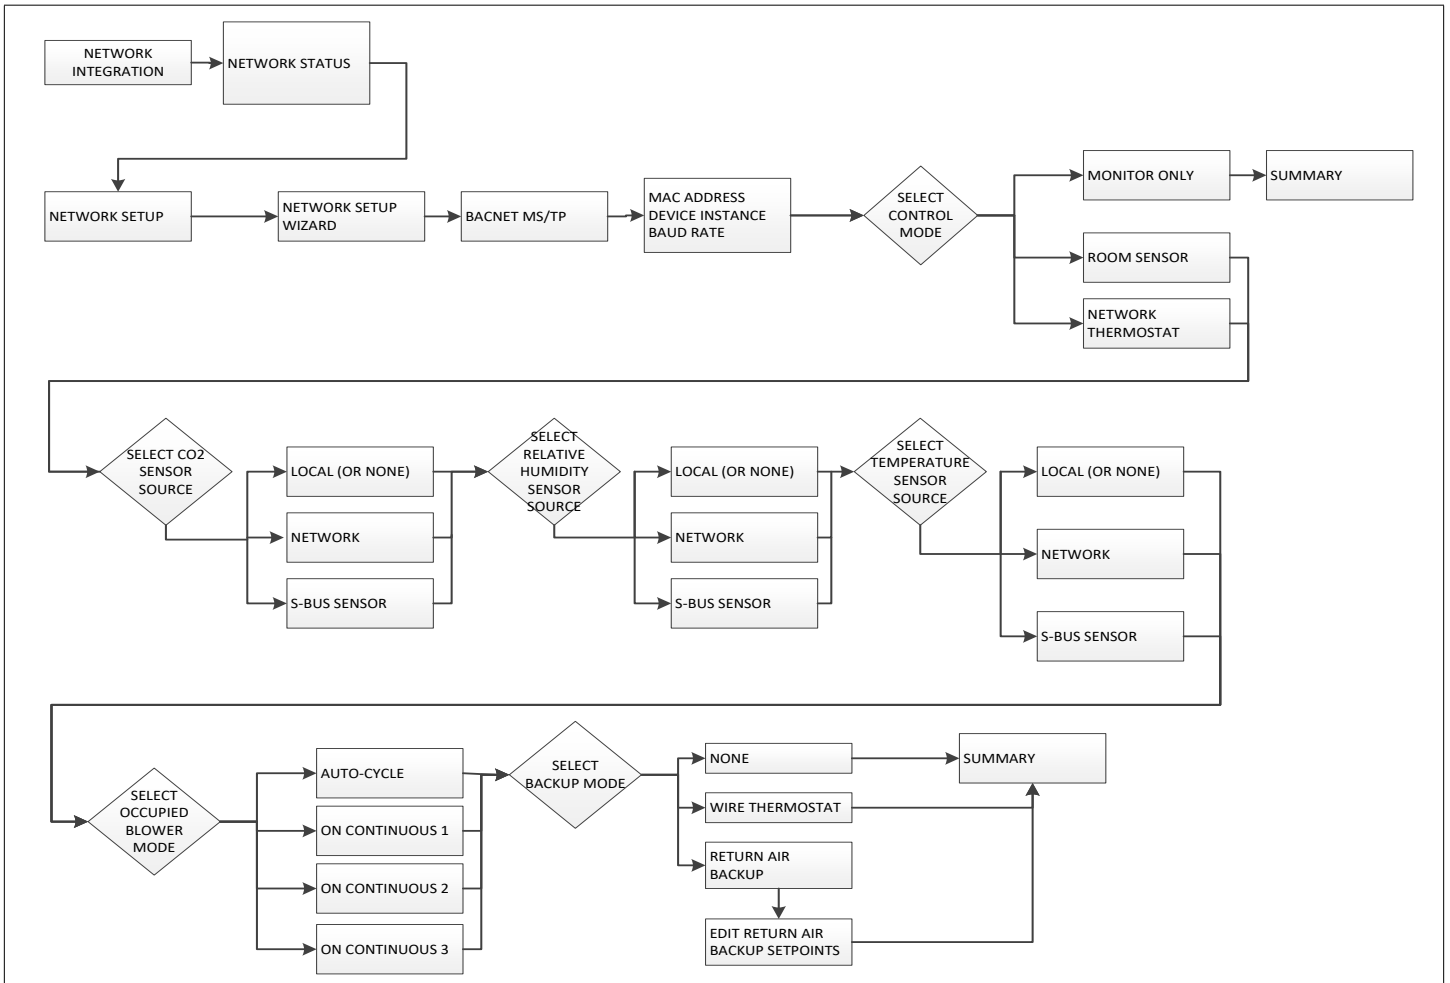 NETWORK
INTEGRATION
NETWORK STATUS
NETWORK SETUP
NETWORK SETUP
WIZARD
BACNET MS/TP
MAC ADDRESS
DEVICE INSTANCE
BAUD RATE
SELECT
CONTROL
MODE
MONITOR ONLY
SUMMARY
ROOM SENSOR
NETWORK
THERMOSTAT
SELECT CO2
SENSOR
SOURCE
LOCAL (OR NONE)
NETWORK
S-BUS SENSOR
SELECT
RELATIVE
HUMIDITY
SENSOR
SOURCE
LOCAL (OR NONE)
NETWORK
S-BUS SENSOR
SELECT
TEMPERATURE
SENSOR
SOURCE
LOCAL (OR NONE)
NETWORK
S-BUS SENSOR
SELECT
OCCUPIED
BLOWER
MODE
AUTO-CYCLE
ON CONTINUOUS 1
ON CONTINUOUS 2
ON CONTINUOUS 3
SELECT
BACKUP MODE
NONE
WIRE THERMOSTAT
RETURN AIR
BACKUP
EDIT RETURN AIR
BACKUP SETPOINTS
SUMMARY